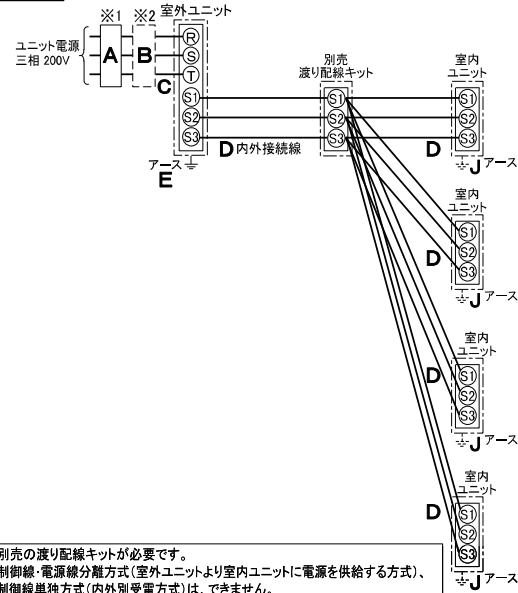 ※1 ※2 室外ユニット
ユニット電源
三相 200V
A
B
C
R
S
T
S1
S2
S3
アース
E
D 内外接続線
別売
渡り配線キット
S1
S2
S3
室内
ユニット
S1
S2
S3
D
J アース
室内
ユニット
S1
S2
S3
D
J アース
室内
ユニット
S1
S2
S3
D
J アース
室内
ユニット
S1
S2
S3
D
J アース
別売の渡り配線キットが必要です。
制御線・電源線分離方式(室外ユニットより室内ユニットに電源を供給する方式)、
制御線単独方式(内外別受電方式)は、できません。